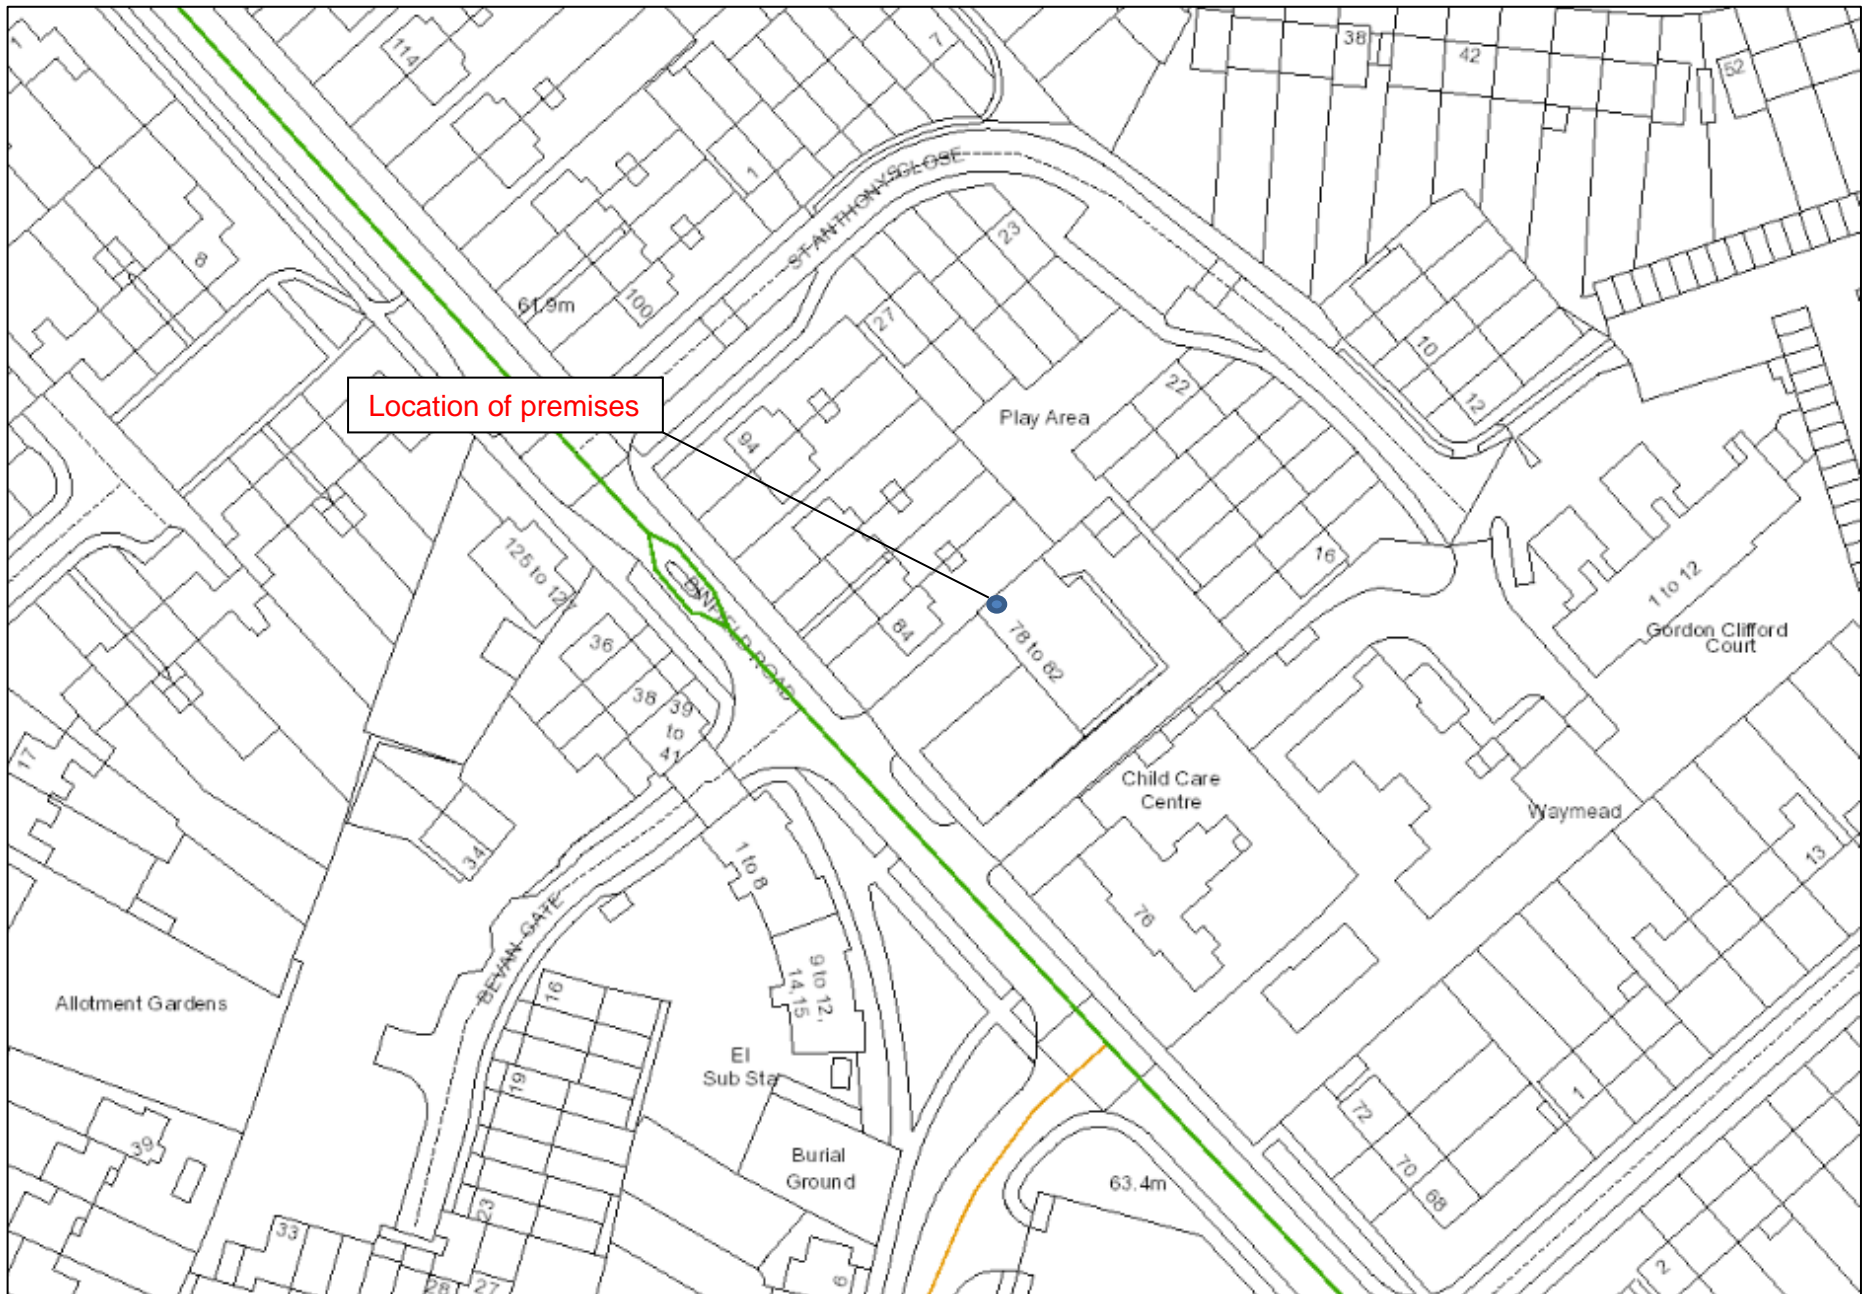 1
114
7
38
42
52
1
ST ANTHONYS CLOSE
8
23
61.9m
100
27
10
Location of premises
22
12
Play Area
94
125 to 127
16
1 to 12
BINFIELD ROAD
36
84
78 to 82
Gordon Clifford
Court
38
39
to
41
17
Child Care
Centre
Waymead
34
13
1 to 8
76
BEVAN GATE
9 to 12,
14,15
16
Allotment Gardens
El
Sub Sta
19
72
1
39
Burial
Ground
70
63.4m
68
23
33
6
2
28
27